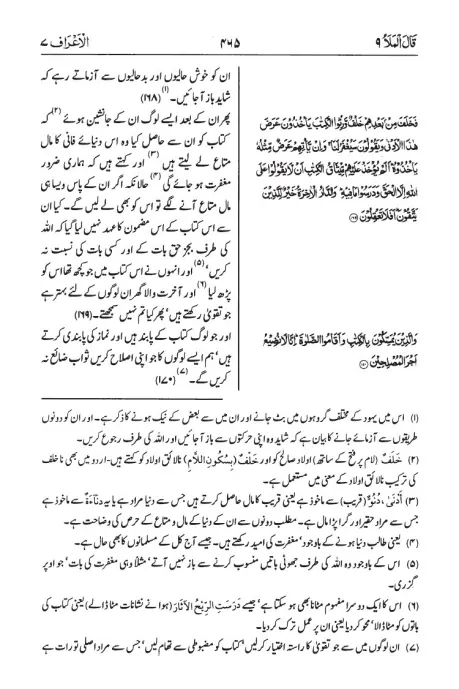 قَالَ الْمَلَأُ ٩
٤٦٥
الْأَعْرَاف ٧
فَخَلَفَ مِنْ بَعْدِهِمْ خَلْفٌ وَّرِثُوا الْكِتٰبَ يَأْخُذُوْنَ عَرَضَ
هٰذَا الْاَدْنٰى وَيَقُوْلُوْنَ سَيُغْفَرُ لَنَا وَاِنْ يَّأْتِهِمْ عَرَضٌ مِّثْلُهٗ
يَأْخُذُوْهُ اَلَمْ يُؤْخَذْ عَلَيْهِمْ مِّيْثَاقُ الْكِتٰبِ اَنْ لَّا يَقُوْلُوْا عَلَى
اللّٰهِ اِلَّا الْحَقَّ وَدَرَسُوْا مَا فِيْهِ وَالدَّارُ الْاٰخِرَةُ خَيْرٌ لِّلَّذِيْنَ
يَتَّقُوْنَ اَفَلَا تَعْقِلُوْنَ
وَالَّذِيْنَ يُمَسِّكُوْنَ بِالْكِتٰبِ وَاَقَامُوا الصَّلٰوةَ اِنَّا لَا نُضِيْعُ
اَجْرَ الْمُصْلِحِيْنَ
ان کو خوش حالیوں اور بد حالیوں سے آزماتے رہے کہ
شاید باز آجائیں۔ (١) (١٦٨)
پھر ان کے بعد ایسے لوگ ان کے جانشین ہوئے (٢) کہ
کتاب کو ان سے حاصل کیا وہ اس دنیائے فانی کا مال
متاع لے لیتے ہیں (٣) اور کہتے ہیں کہ ہماری ضرور
مغفرت ہو جائے گی (٤) حالانکہ اگر ان کے پاس ویسا ہی
مال متاع آنے لگے تو اس کو بھی لے لیں گے۔ کیا ان
سے اس کتاب کے اس مضمون کا عہد نہیں لیا گیا کہ اللہ
کی طرف بجز حق بات کے اور کسی بات کی نسبت نہ
کریں، (٥) اور انہوں نے اس کتاب میں جو کچھ تھا اس کو
پڑھ لیا (٦) اور آخرت والا گھر ان لوگوں کے لئے بہتر ہے
جو تقویٰ رکھتے ہیں، پھر کیا تم نہیں سمجھتے۔ (١٦٩)
اور جو لوگ کتاب کے پابند ہیں اور نماز کی پابندی کرتے
ہیں، ہم ایسے لوگوں کا جو اپنی اصلاح کریں ثواب ضائع نہ
کریں گے۔ (٧) (١٧٠)
(١) اس میں یہود کے مختلف گروہوں میں بٹ جانے اور ان میں سے بعض کے نیک ہونے کا ذکر ہے۔ اور ان کو دونوں
طریقوں سے آزمائے جانے کا بیان ہے کہ شاید وہ اپنی حرکتوں سے باز آجائیں اور اللہ کی طرف رجوع کریں۔
(٢) خَلَفٌ (لام پر فتح کے ساتھ) اولاد صالح کو اور خَلْفٌ (بِسُكُونِ اللَّامِ) نالائق اولاد کو کہتے ہیں۔ اردو میں بھی ناخلف
کی ترکیب نالائق اولاد کے معنی میں مستعمل ہے۔
(٣) أَدْنَىٰ، دُنُوٌّ (قریب) سے ماخوذ ہے یعنی قریب کا مال حاصل کرتے ہیں جس سے دنیا مراد ہے یا یہ دَنَاءَةٌ سے ماخوذ ہے
جس سے مراد حقیر اور گرا پڑا مال ہے۔ مطلب دونوں سے ان کے دنیا کے مال و متاع کے حرص کی وضاحت ہے۔
(٤) یعنی طالب دنیا ہونے کے باوجود، مغفرت کی امید رکھتے ہیں۔ جیسے آج کل کے مسلمانوں کا بھی حال ہے۔
(٥) اس کے باوجود وہ اللہ کی طرف جھوٹی باتیں منسوب کرنے سے باز نہیں آتے، مثلاً وہی مغفرت کی بات، جو اوپر
گزری۔
(٦) اس کا ایک دوسرا مفہوم مٹانا بھی ہو سکتا ہے، جیسے دَرَسَتِ الرِّيْحُ الآثَارَ (ہوا نے نشانات مٹا ڈالے) یعنی کتاب کی
باتوں کو مٹا ڈالا، محو کر دیا یعنی ان پر عمل ترک کر دیا۔
(٧) ان لوگوں میں سے جو تقویٰ کا راستہ اختیار کر لیں، کتاب کو مضبوطی سے تھام لیں، جس سے مراد اصلی تورات ہے